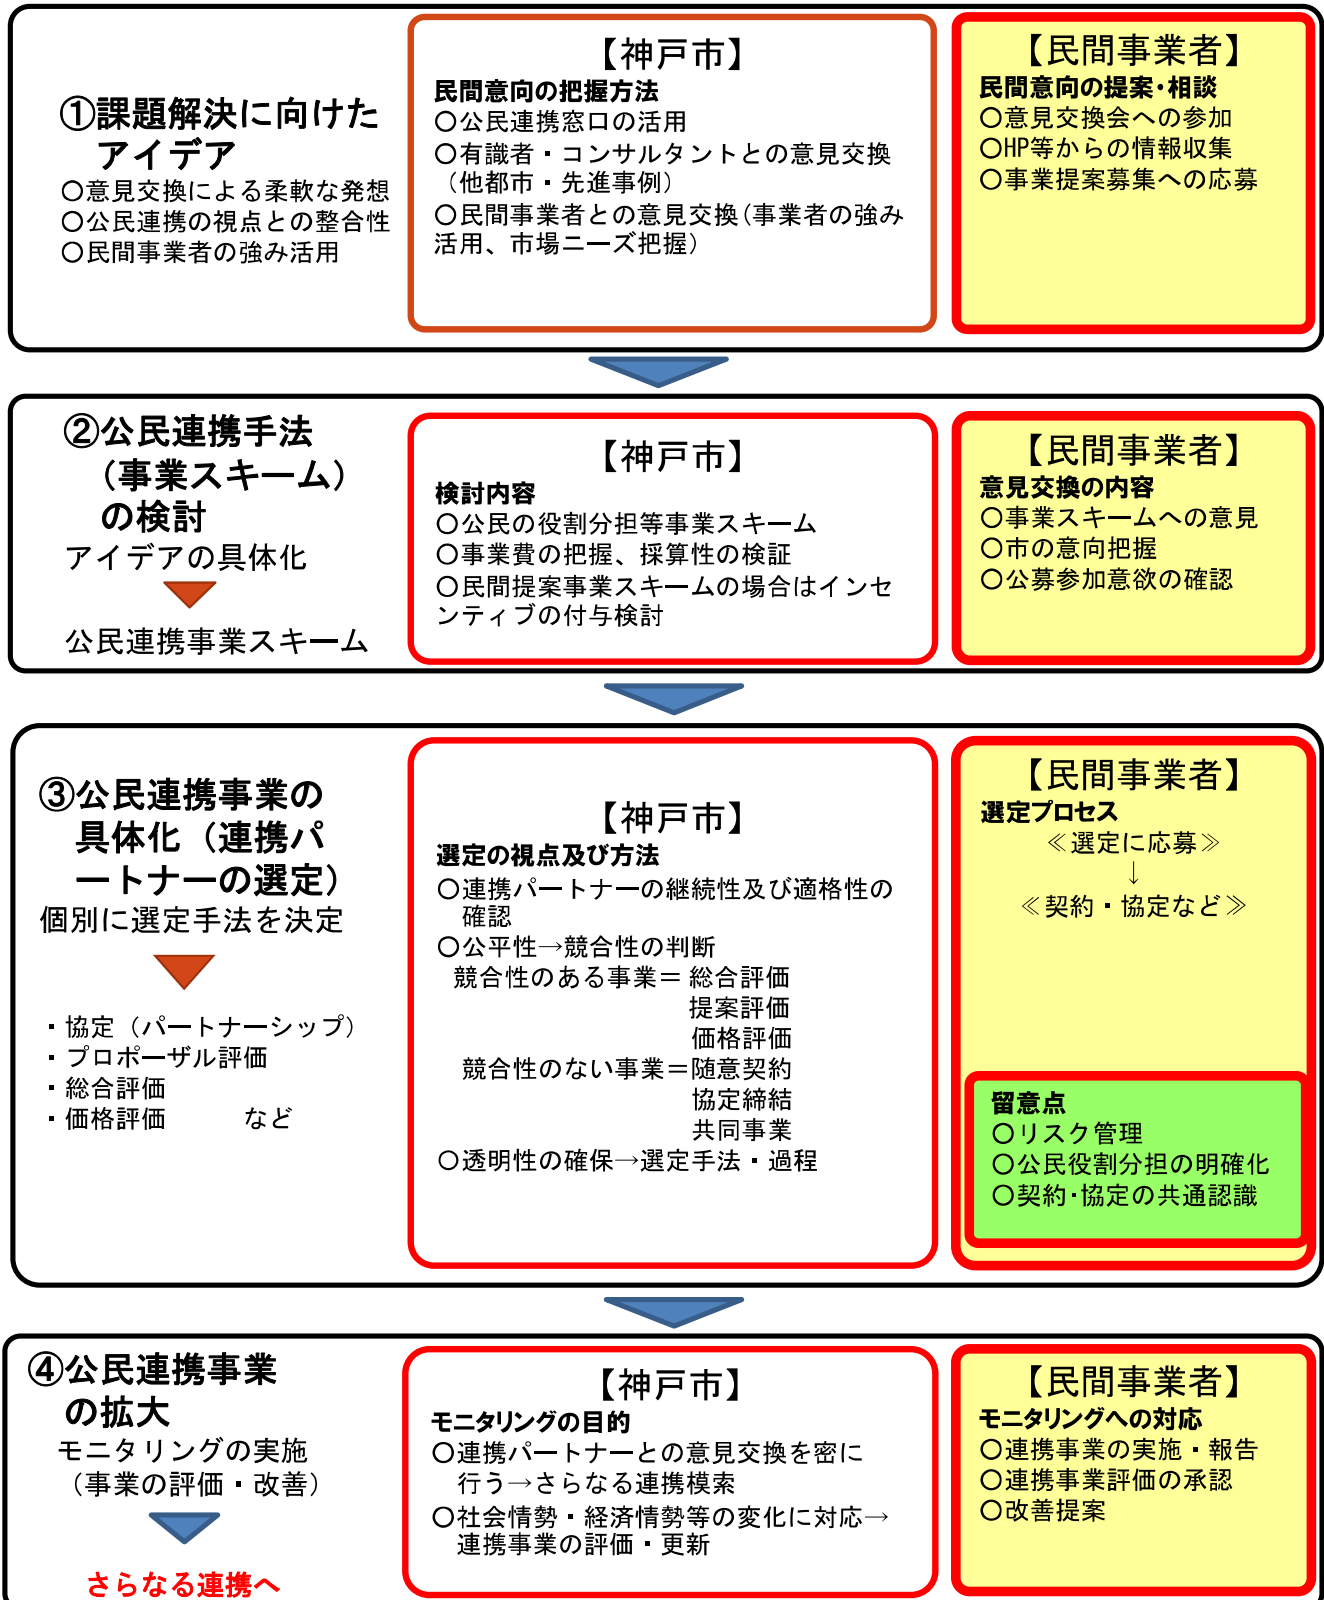 ①課題解決に向けた
アイデア
○意見交換による柔軟な発想
○公民連携の視点との整合性
○民間事業者の強み活用
【神戸市】
民間意向の把握方法
○公民連携窓口の活用
○有識者・コンサルタントとの意見交換
（他都市・先進事例）
○民間事業者との意見交換（事業者の強み
活用、市場ニーズ把握）
【民間事業者】
民間意向の提案・相談
○意見交換会への参加
○HP等からの情報収集
○事業提案募集への応募
②公民連携手法
（事業スキーム）
の検討
アイデアの具体化
公民連携事業スキーム
【神戸市】
検討内容
○公民の役割分担等事業スキーム
○事業費の把握、採算性の検証
○民間提案事業スキームの場合はインセ
ンティブの付与検討
【民間事業者】
意見交換の内容
○事業スキームへの意見
○市の意向把握
○公募参加意欲の確認
③公民連携事業の
具体化（連携パ
ートナーの選定）
個別に選定手法を決定
・協定（パートナーシップ）
・プロポーザル評価
・総合評価
・価格評価　　　など
【神戸市】
選定の視点及び方法
○連携パートナーの継続性及び適格性の
確認
○公平性→競合性の判断
競合性のある事業＝総合評価
提案評価
価格評価
競合性のない事業＝随意契約
協定締結
共同事業
○透明性の確保→選定手法・過程
【民間事業者】
選定プロセス
≪選定に応募≫
↓
≪契約・協定など≫
留意点
○リスク管理
○公民役割分担の明確化
○契約・協定の共通認識
④公民連携事業
の拡大
モニタリングの実施
（事業の評価・改善）
さらなる連携へ
【神戸市】
モニタリングの目的
○連携パートナーとの意見交換を密に
行う→さらなる連携模索
○社会情勢・経済情勢等の変化に対応→
連携事業の評価・更新
【民間事業者】
モニタリングへの対応
○連携事業の実施・報告
○連携事業評価の承認
○改善提案